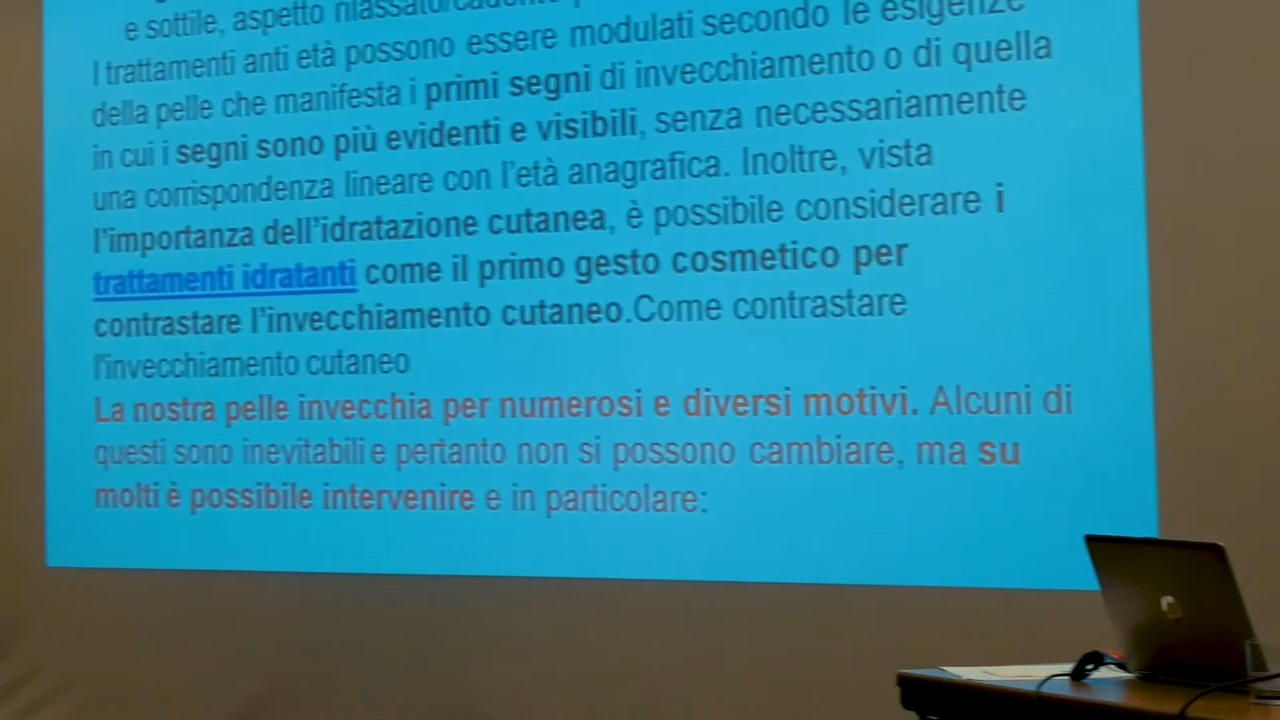 e sottile, aspetto rilassato/cadente
I trattamenti anti età possono essere modulati secondo le esigenze
della pelle che manifesta i primi segni di invecchiamento o di quella
in cui i segni sono più evidenti e visibili, senza necessariamente
una corrispondenza lineare con l'età anagrafica. Inoltre, vista
l'importanza dell'idratazione cutanea, è possibile considerare i
trattamenti idratanti come il primo gesto cosmetico per
contrastare l'invecchiamento cutaneo.Come contrastare
l'invecchiamento cutaneo
La nostra pelle invecchia per numerosi e diversi motivi. Alcuni di
questi sono inevitabili e pertanto non si possono cambiare, ma su
molti è possibile intervenire e in particolare:
hp